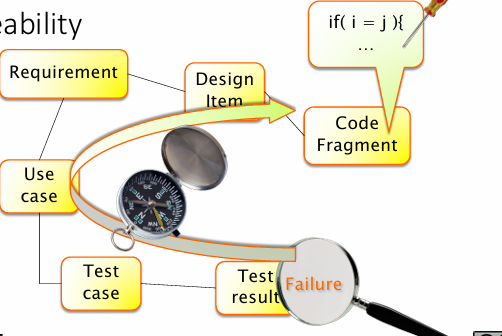 eability
if( i = j ){
...
Requirement
Design
Item
Code
Fragment
Use
case
Test
case
Test
result
Failure